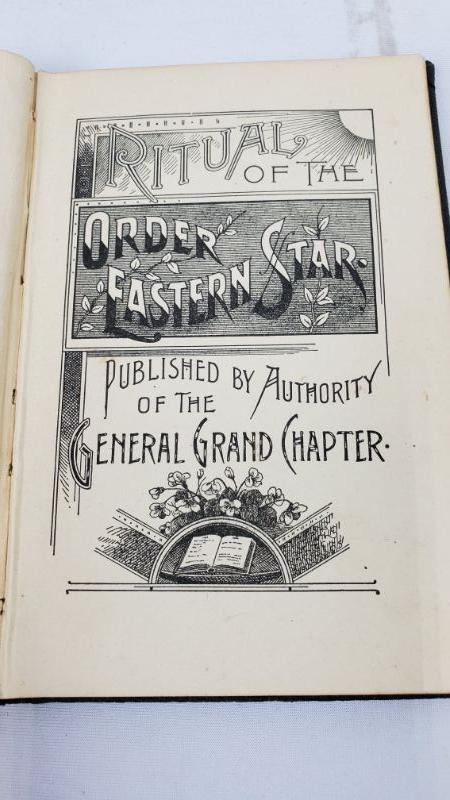 RITUAL
OF THE
ORDER
EASTERN STAR.
PUBLISHED BY AUTHORITY
OF THE
GENERAL GRAND CHAPTER.